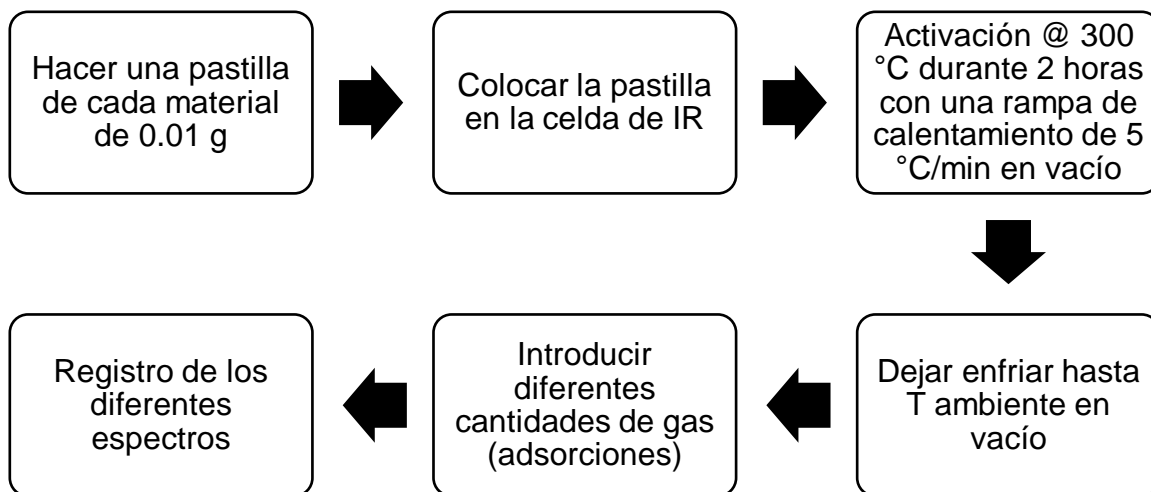 Hacer una pastilla
de cada material
de 0.01 g
Colocar la pastilla
en la celda de IR
Activación @ 300
°C durante 2 horas
con una rampa de
calentamiento de 5
°C/min en vacío
Dejar enfriar hasta
T ambiente en
vacío
Introducir
diferentes
cantidades de gas
(adsorciones)
Registro de los
diferentes
espectros